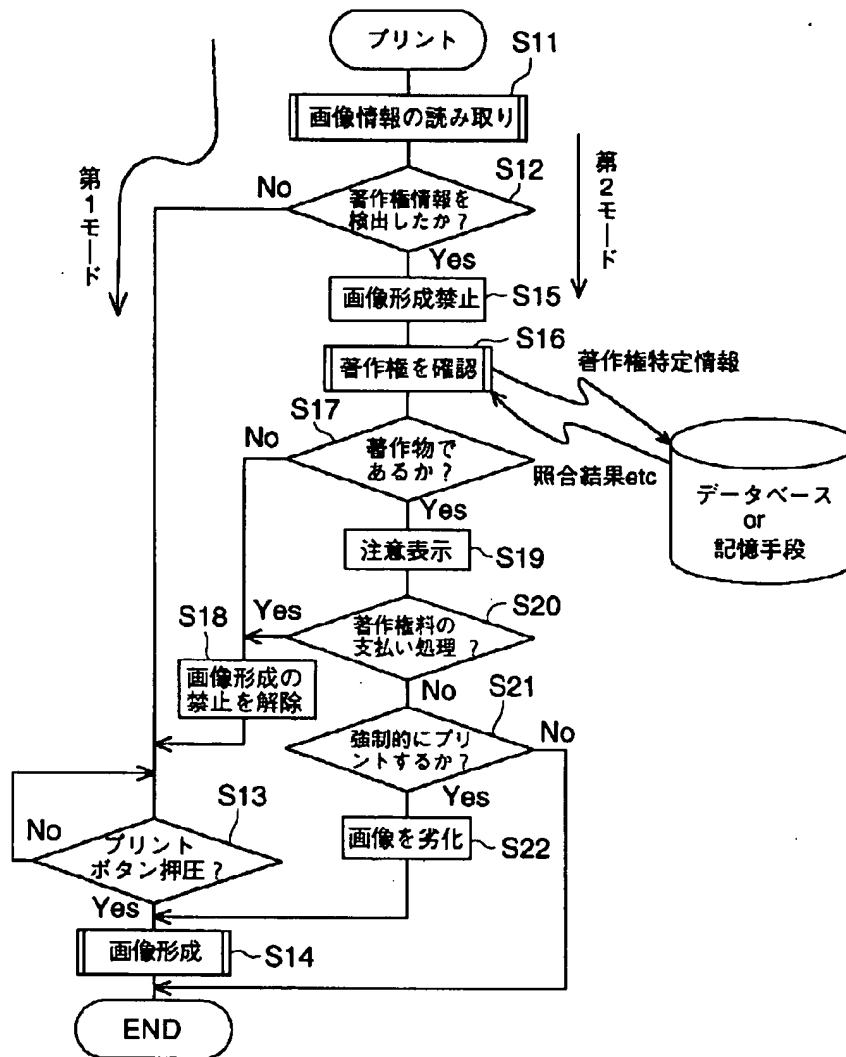 プリント
S11
画像情報の読み取り
第1モード
第2モード
No
S12
著作権情報を
検出したか?
Yes
画像形成禁止
S15
S16
著作権を確認
著作権特定情報
S17
No
著作物で
あるか?
照合結果etc
データベース
or
記憶手段
Yes
注意表示
S19
S18
Yes
S20
著作権料の
支払い処理?
画像形成の
禁止を解除
No
S21
強制的にプリ
ントするか?
No
S13
No
プリント
ボタン押圧?
Yes
画像を劣化
S22
Yes
画像形成
S14
END